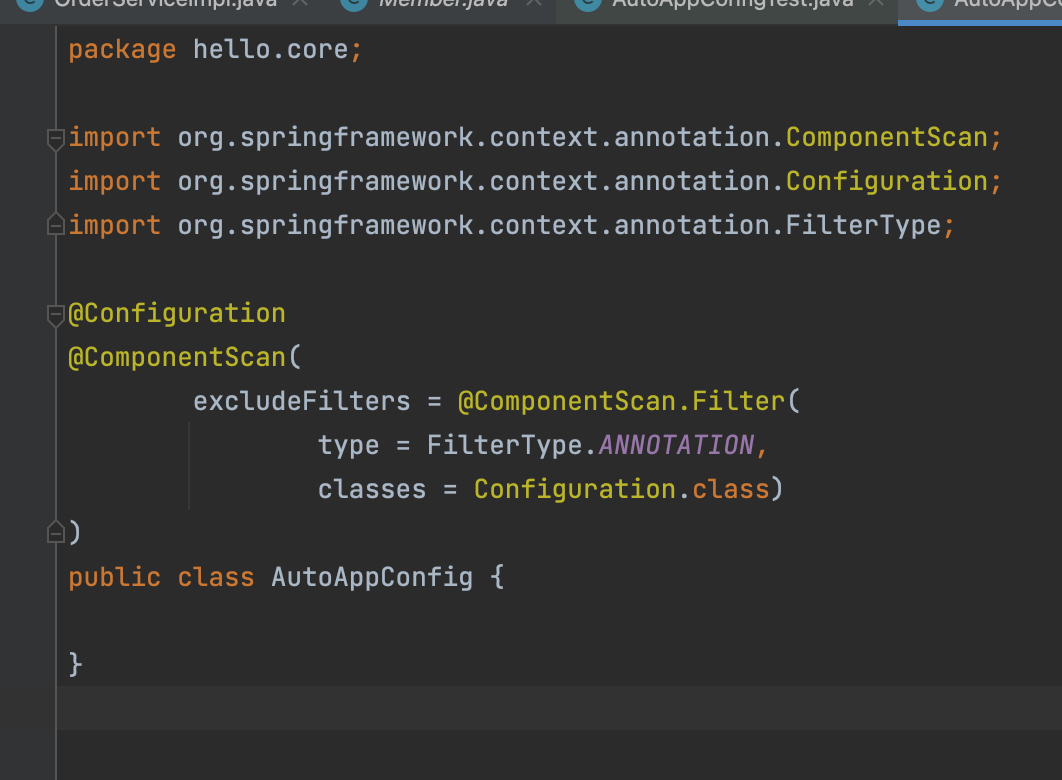 OrderServiceImpl.java Member.java AutoAppConfigTest.java AutoAppCo
package hello.core;
import org.springframework.context.annotation.ComponentScan;
import org.springframework.context.annotation.Configuration;
import org.springframework.context.annotation.FilterType;
@Configuration
@ComponentScan(
excludeFilters = @ComponentScan.Filter(
type = FilterType.ANNOTATION,
classes = Configuration.class)
)
public class AutoAppConfig {
}